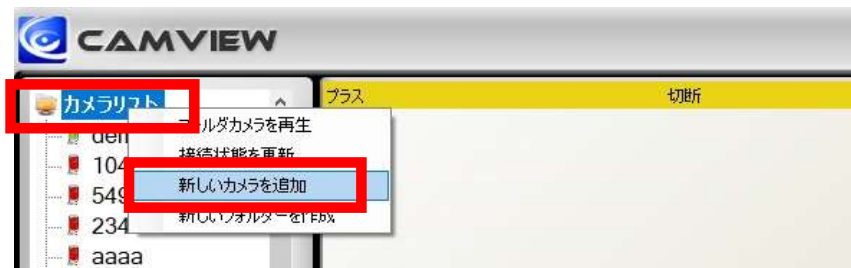 CAMVIEW
カメラリスト
プラス
切断
フォルダカメラを再生
den
104
接続状態を更新
549
新しいカメラを追加
234
新しいフォルダーを作成
aaaa